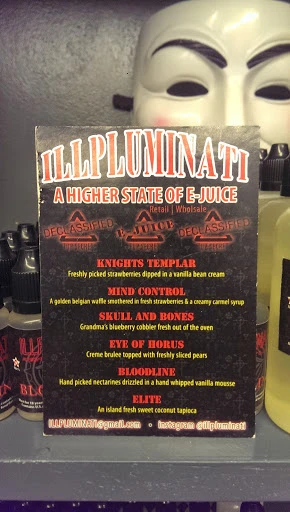 ILLPLUMINATI
A HIGHER STATE OF E-JUICE
Retail | Wholsale
DECLASSIFIED E-JUICE DECLASSIFIED
KNIGHTS TEMPLAR
Freshly picked strawberries dipped in a vanilla bean cream
MIND CONTROL
A golden belgian waffle smothered in fresh strawberries & a creamy carmel syrup
SKULL AND BONES
Grandma's blueberry cobbler fresh out of the oven
EYE OF HORUS
Creme brulee topped with freshly sliced pears
BLOODLINE
Hand picked nectarines drizzled in a hand whipped vanilla mousse
ELITE
An island fresh sweet coconut tapioca
ILLPLUMINATI@gmail.com • instagram @illpluminati